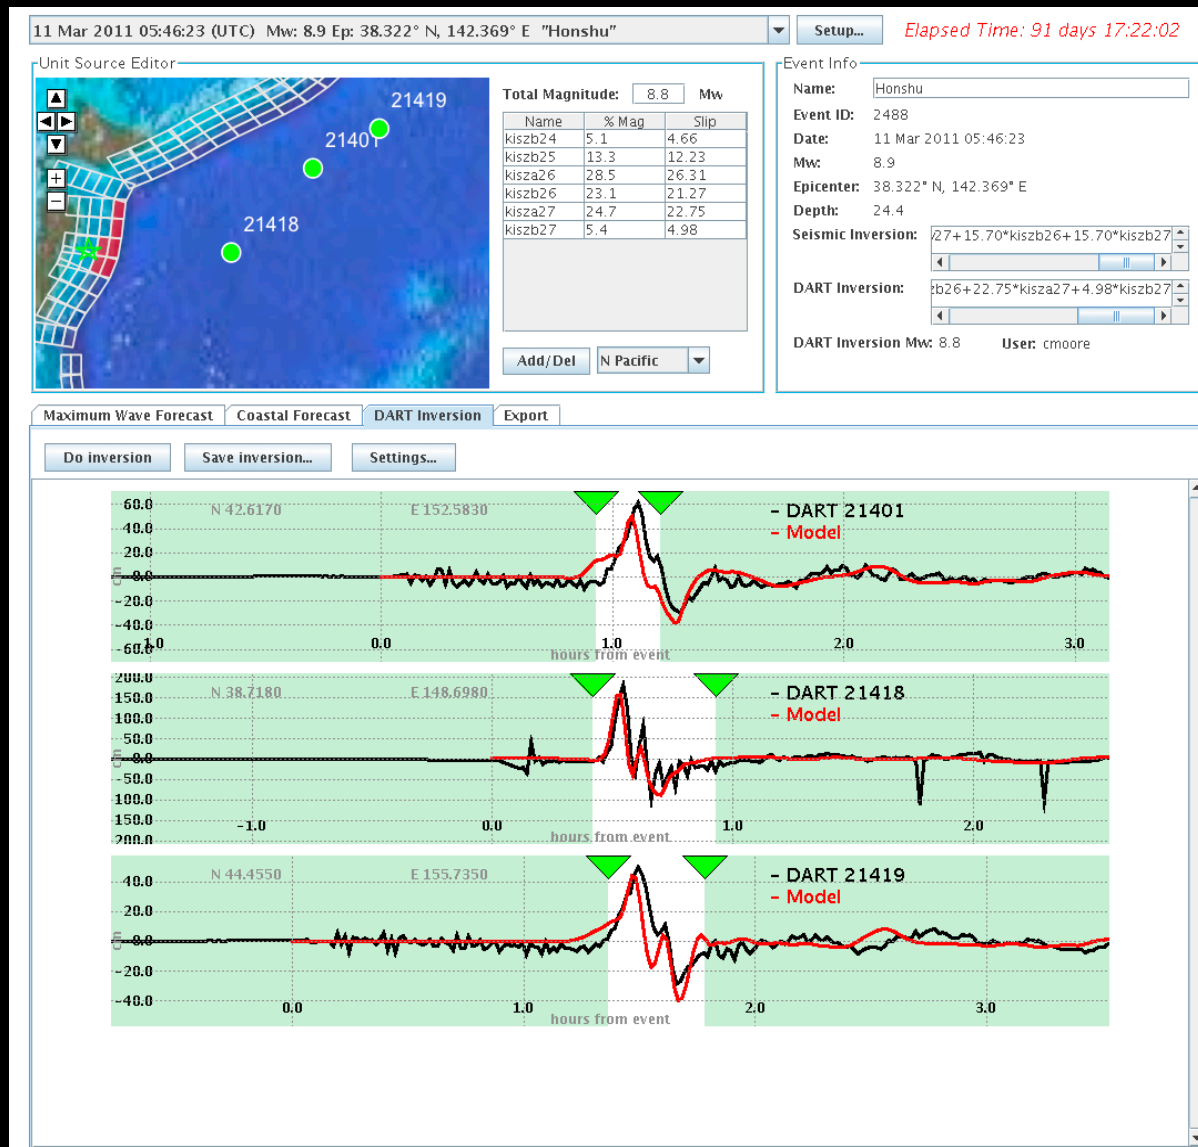 11 Mar 2011 05:46:23 (UTC)  Mw: 8.9 Ep: 38.322° N, 142.369° E  "Honshu"
Setup...
Elapsed Time: 91 days 17:22:02
Unit Source Editor
21419
21401
21418
Total Magnitude: 8.8 Mw
Name % Mag Slip
kiszb24 5.1 4.66
kiszb25 13.3 12.23
kisza26 28.5 26.31
kiszb26 23.1 21.27
kisza27 24.7 22.75
kiszb27 5.4 4.98
Add/Del N Pacific
Event Info
Name: Honshu
Event ID: 2488
Date: 11 Mar 2011 05:46:23
Mw: 8.9
Epicenter: 38.322° N, 142.369° E
Depth: 24.4
Seismic Inversion: 27+15.70*kiszb26+15.70*kiszb27
DART Inversion: zb26+22.75*kisza27+4.98*kiszb27
DART Inversion Mw: 8.8 User: cmoore
Maximum Wave Forecast Coastal Forecast DART Inversion Export
Do inversion Save inversion... Settings...
N 42.6170 E 152.5830
- DART 21401
- Model
60.0
40.0
20.0
0.0
-20.0
-40.0
-60.0
cm
-1.0 0.0 1.0 2.0 3.0
hours from event
N 38.7180 E 148.6980
- DART 21418
- Model
200.0
150.0
100.0
50.0
0.0
-50.0
100.0
150.0
200.0
cm
-1.0 0.0 1.0 2.0
hours from event
N 44.4550 E 155.7350
- DART 21419
- Model
40.0
20.0
0.0
-20.0
-40.0
cm
0.0 1.0 2.0 3.0
hours from event